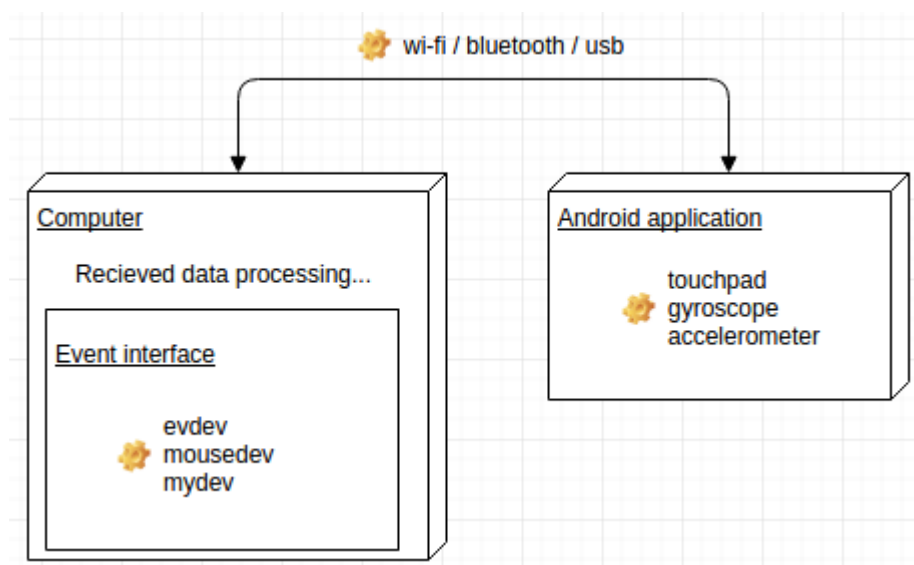 wi-fi / bluetooth / usb
Computer
Recieved data processing...
Event interface
evdev
mousedev
mydev
Android application
touchpad
gyroscope
accelerometer